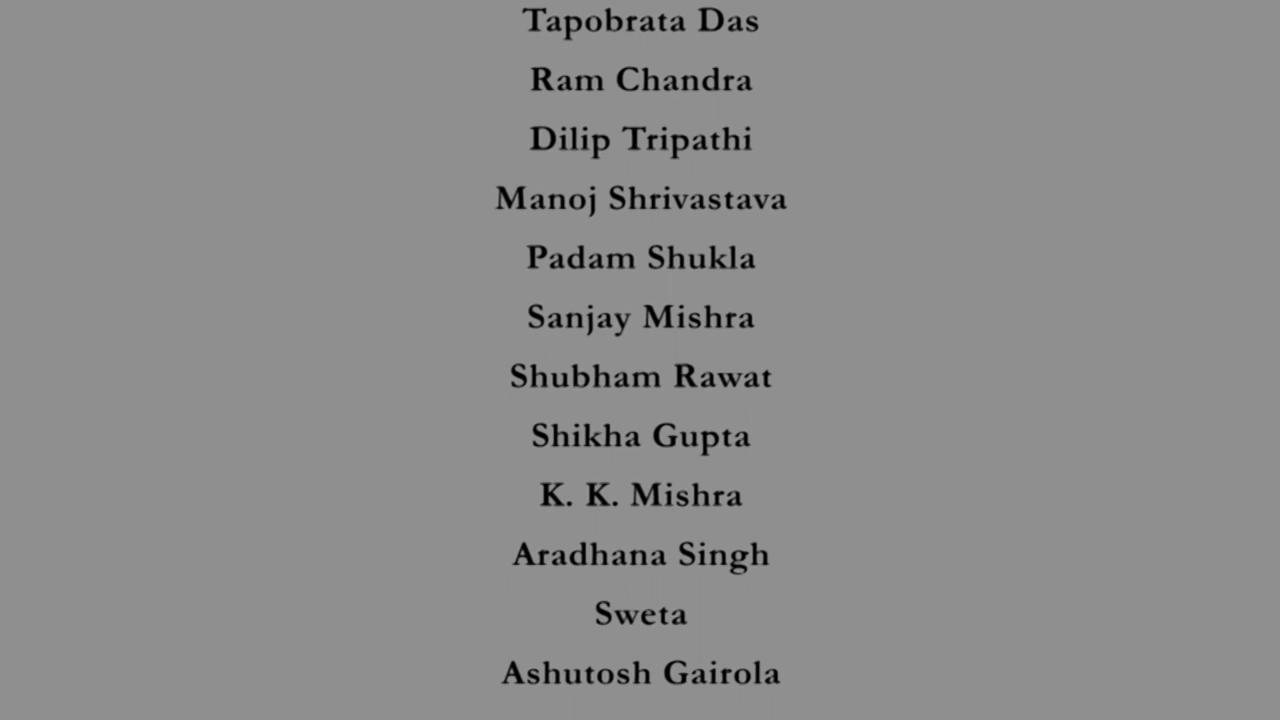 Tapobrata Das
Ram Chandra
Dilip Tripathi
Manoj Shrivastava
Padam Shukla
Sanjay Mishra
Shubham Rawat
Shikha Gupta
K. K. Mishra
Aradhana Singh
Sweta
Ashutosh Gairola